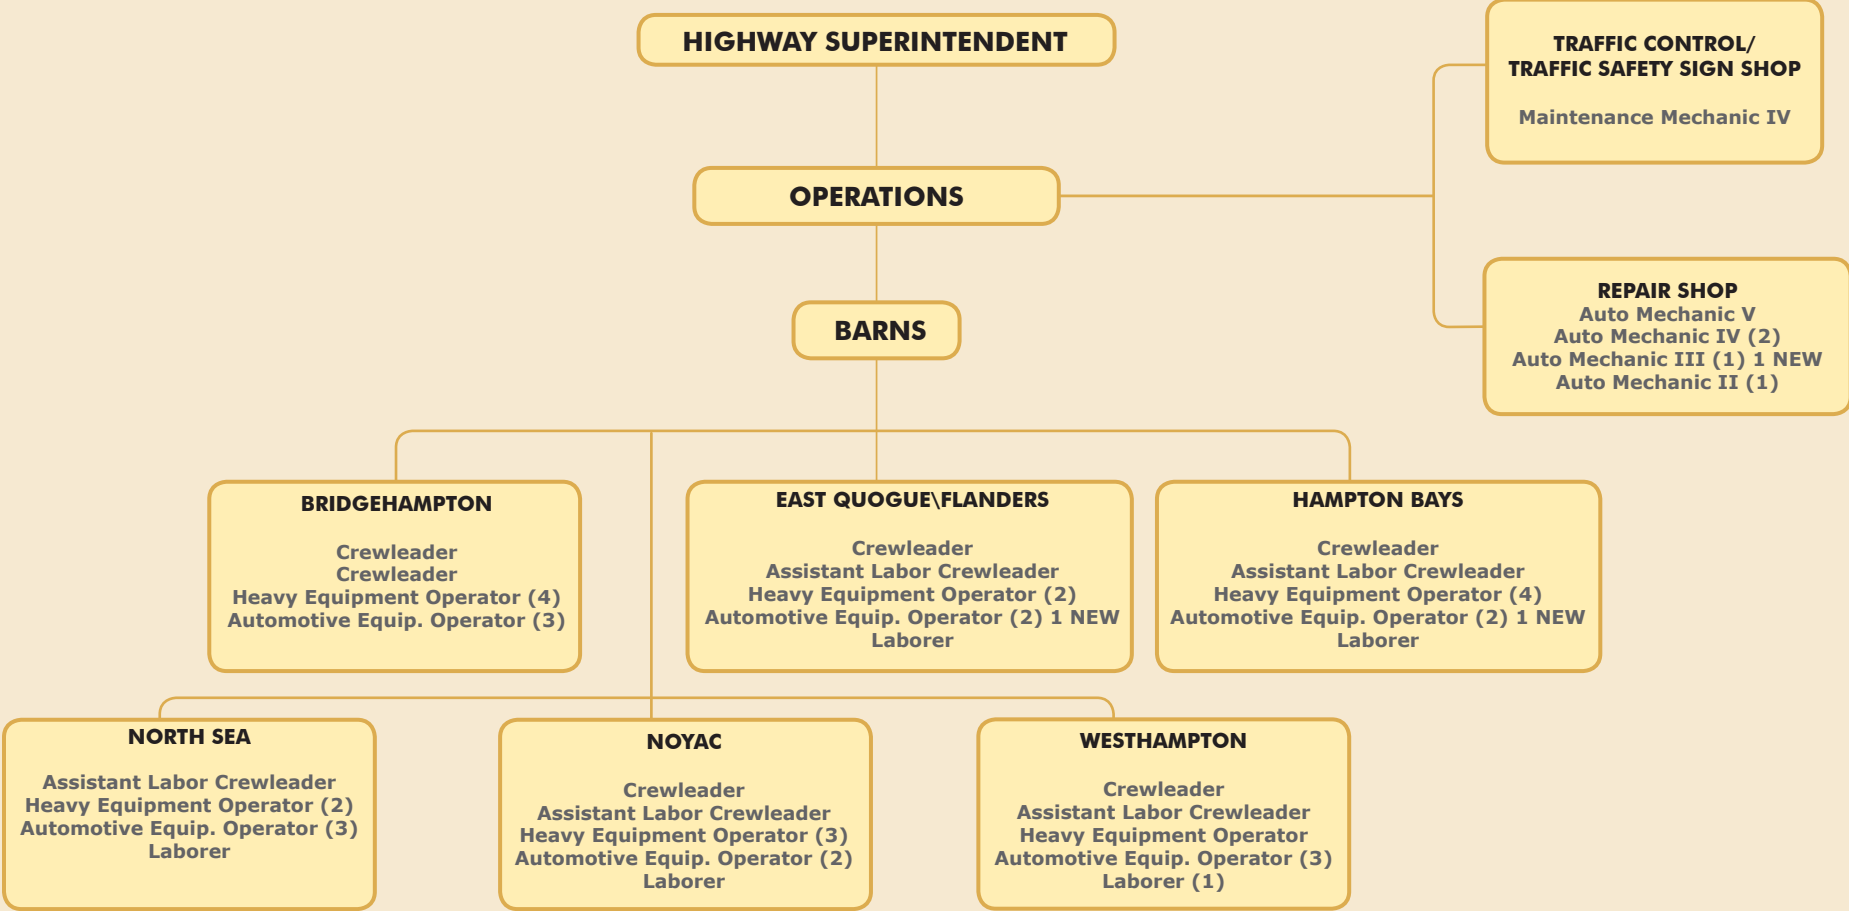 HIGHWAY SUPERINTENDENT
TRAFFIC CONTROL/
TRAFFIC SAFETY SIGN SHOP
Maintenance Mechanic IV
OPERATIONS
REPAIR SHOP
Auto Mechanic V
Auto Mechanic IV (2)
Auto Mechanic III (1) 1 NEW
Auto Mechanic II (1)
BARNS
BRIDGEHAMPTON
Crewleader
Crewleader
Heavy Equipment Operator (4)
Automotive Equip. Operator (3)
EAST QUOGUE\FLANDERS
Crewleader
Assistant Labor Crewleader
Heavy Equipment Operator (2)
Automotive Equip. Operator (2) 1 NEW
Laborer
HAMPTON BAYS
Crewleader
Assistant Labor Crewleader
Heavy Equipment Operator (4)
Automotive Equip. Operator (2) 1 NEW
Laborer
NORTH SEA
Assistant Labor Crewleader
Heavy Equipment Operator (2)
Automotive Equip. Operator (3)
Laborer
NOYAC
Crewleader
Assistant Labor Crewleader
Heavy Equipment Operator (3)
Automotive Equip. Operator (2)
Laborer
WESTHAMPTON
Crewleader
Assistant Labor Crewleader
Heavy Equipment Operator
Automotive Equip. Operator (3)
Laborer (1)